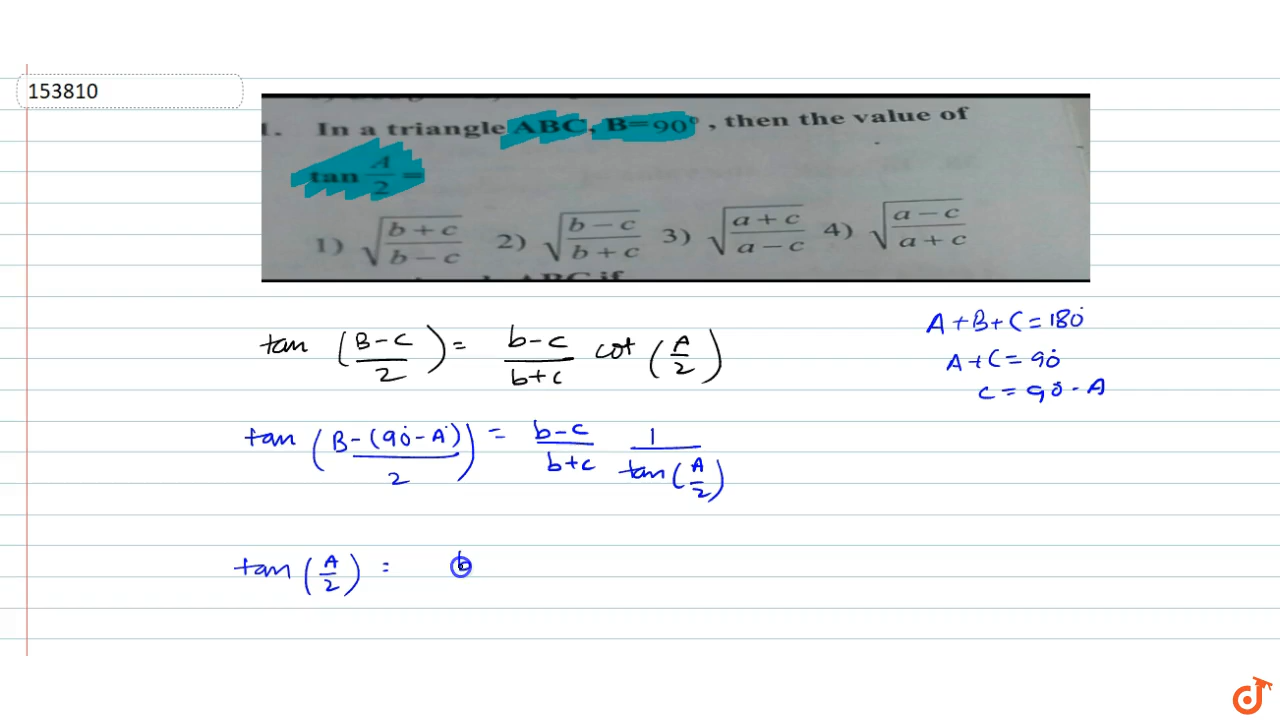 153810
1. In a triangle ABC, B=90°, then the value of
tan A/2 =
1) √(b + c)/(b − c) 2) √(b − c)/(b + c) 3) √(a + c)/(a − c) 4) √(a − c)/(a + c)
tan ((B−C)/2) = (b−c)/(b+c) cot (A/2)
A+B+C=180°
A+C=90°
C=90°-A
tan ((B-(90°-A))/2) = (b-c)/(b+c) 1/tan(A/2)
tan (A/2) = b